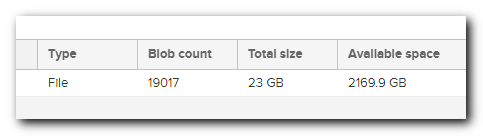 Type Blob count Total size Available space
File 19017 23 GB 2169.9 GB